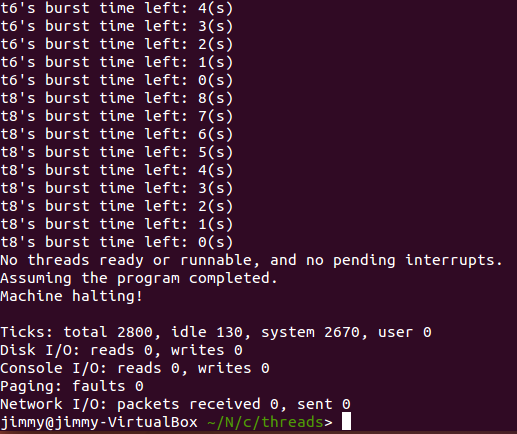 t6's burst time left: 4(s)
t6's burst time left: 3(s)
t6's burst time left: 2(s)
t6's burst time left: 1(s)
t6's burst time left: 0(s)
t8's burst time left: 8(s)
t8's burst time left: 7(s)
t8's burst time left: 6(s)
t8's burst time left: 5(s)
t8's burst time left: 4(s)
t8's burst time left: 3(s)
t8's burst time left: 2(s)
t8's burst time left: 1(s)
t8's burst time left: 0(s)
No threads ready or runnable, and no pending interrupts.
Assuming the program completed.
Machine halting!

Ticks: total 2800, idle 130, system 2670, user 0
Disk I/O: reads 0, writes 0
Console I/O: reads 0, writes 0
Paging: faults 0
Network I/O: packets received 0, sent 0
jimmy@jimmy-VirtualBox ~/N/c/threads>